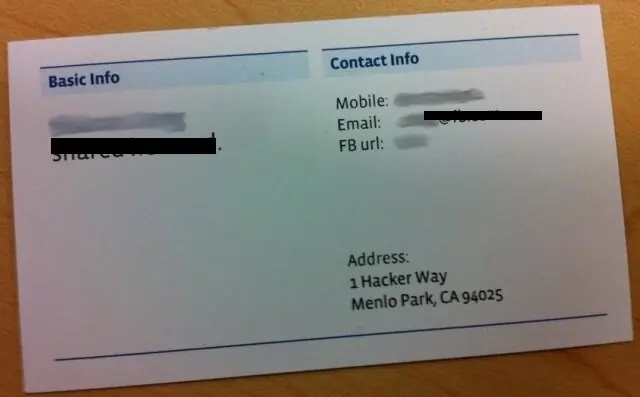 Basic Info
Contact Info
Mobile:
Email:
FB url:
Address:
1 Hacker Way
Menlo Park, CA 94025